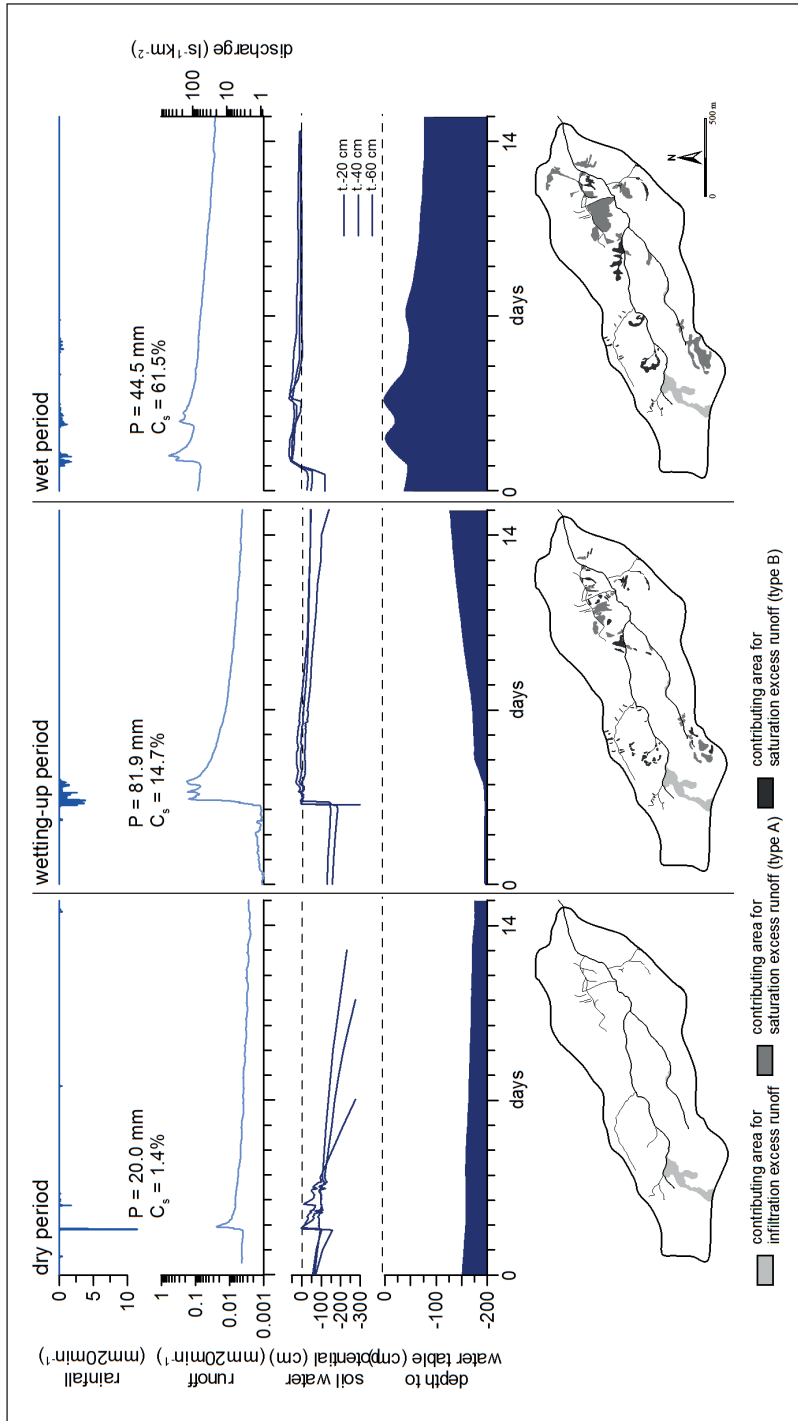 dry period
wetting-up period
wet period
rainfall
(mm20min⁻¹)
0
5
10
P = 20.0 mm
Cₛ = 1.4%
P = 81.9 mm
Cₛ = 14.7%
P = 44.5 mm
Cₛ = 61.5%
runoff
(mm20min⁻¹)
1
0.1
0.01
0.001
discharge (ls⁻¹km⁻²)
100
10
1
soil water
potential (cm)
0
-100
-200
-300
t.-20 cm
t.-40 cm
t.-60 cm
depth to
water table (cm)
0
-100
-200
0
days
14
0
days
14
0
days
14
N
500 m
0
contributing area for
infiltration excess runoff
contributing area for
saturation excess runoff (type A)
contributing area for
saturation excess runoff (type B)